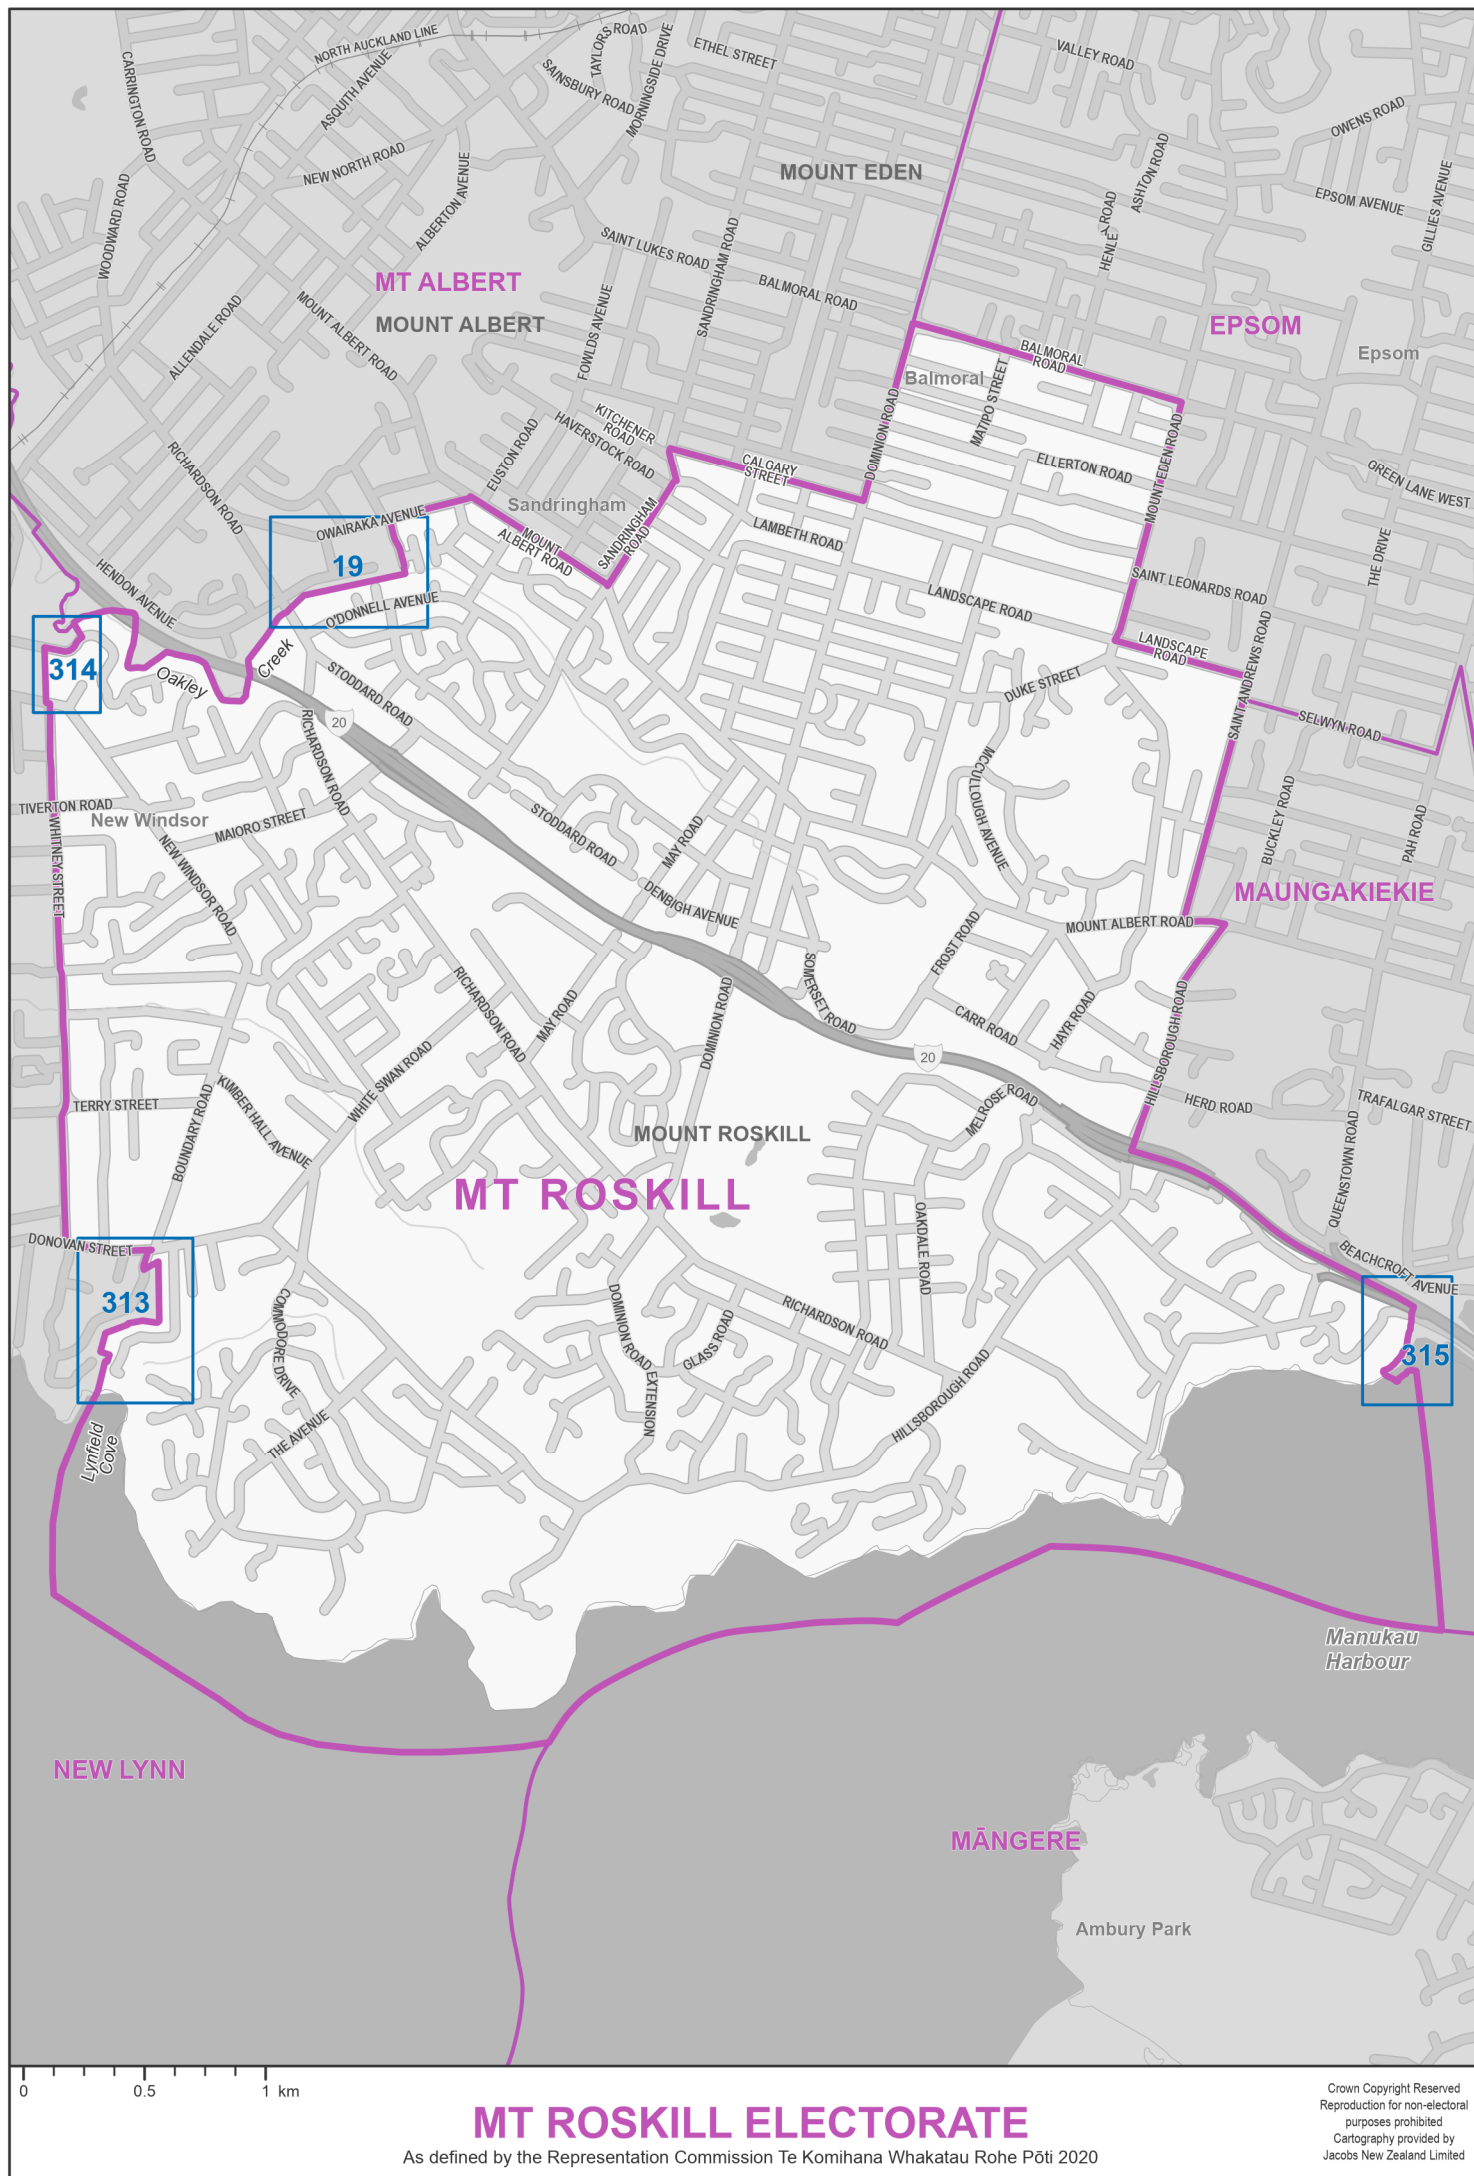 NORTH AUCKLAND LINE
TAYLORS ROAD
ETHEL STREET
VALLEY ROAD
CARRINGTON ROAD
ASQUITH AVENUE
SAINSBURY ROAD
MORNINGSIDE DRIVE
OWENS ROAD
NEW NORTH ROAD
MOUNT EDEN
ASHTON ROAD
WOODWARD ROAD
ALBERTON AVENUE
HENLEY ROAD
EPSOM AVENUE
GILLIES AVENUE
SAINT LUKES ROAD
SANDRINGHAM ROAD
BALMORAL ROAD
MT ALBERT
MOUNT ALBERT
ALLENDALE ROAD
MOUNT ALBERT ROAD
FOWLDS AVENUE
EPSOM
Epsom
BALMORAL
ROAD
Balmoral
MATIPO STREET
DOMINION ROAD
KITCHENER
ROAD
HAVERSTOCK ROAD
EUSTON ROAD
RICHARDSON ROAD
CALGARY
STREET
ELLERTON ROAD
MOUNT EDEN ROAD
GREEN LANE WEST
Sandringham
OWAIRAKA AVENUE
MOUNT
ALBERT ROAD
SANDRINGHAM
ROAD
LAMBETH ROAD
THE DRIVE
19
HENDON AVENUE
O'DONNELL AVENUE
LANDSCAPE ROAD
SAINT LEONARDS ROAD
314
Oakley
Creek
STODDARD ROAD
LANDSCAPE
ROAD
DUKE STREET
SAINT ANDREWS ROAD
SELWYN ROAD
20
RICHARDSON ROAD
MCCULLOUGH AVENUE
TIVERTON ROAD
New Windsor
MAIORO STREET
STODDARD ROAD
MAY ROAD
BUCKLEY ROAD
PAH ROAD
WHITNEY STREET
NEW WINDSOR ROAD
DENBIGH AVENUE
MAUNGAKIEKIE
MOUNT ALBERT ROAD
FROST ROAD
SOMERSET ROAD
RICHARDSON ROAD
MAY ROAD
DOMINION ROAD
CARR ROAD
HAYR ROAD
HILLSBOROUGH ROAD
20
WHITE SWAN ROAD
TERRY STREET
BOUNDARY ROAD
KIMBER HALL AVENUE
MELROSE ROAD
HERD ROAD
TRAFALGAR STREET
MOUNT ROSKILL
MT ROSKILL
QUEENSTOWN ROAD
OAKDALE ROAD
DONOVAN STREET
BEACHCROFT AVENUE
313
COMMODORE DRIVE
DOMINION ROAD EXTENSION
GLASS ROAD
RICHARDSON ROAD
HILLSBOROUGH ROAD
315
THE AVENUE
Lynfield
Cove
Manukau
Harbour
NEW LYNN
MĀNGERE
Ambury Park
0 0.5 1 km
MT ROSKILL ELECTORATE
As defined by the Representation Commission Te Komihana Whakatau Rohe Pōti 2020
Crown Copyright Reserved
Reproduction for non-electoral
purposes prohibited
Cartography provided by
Jacobs New Zealand Limited